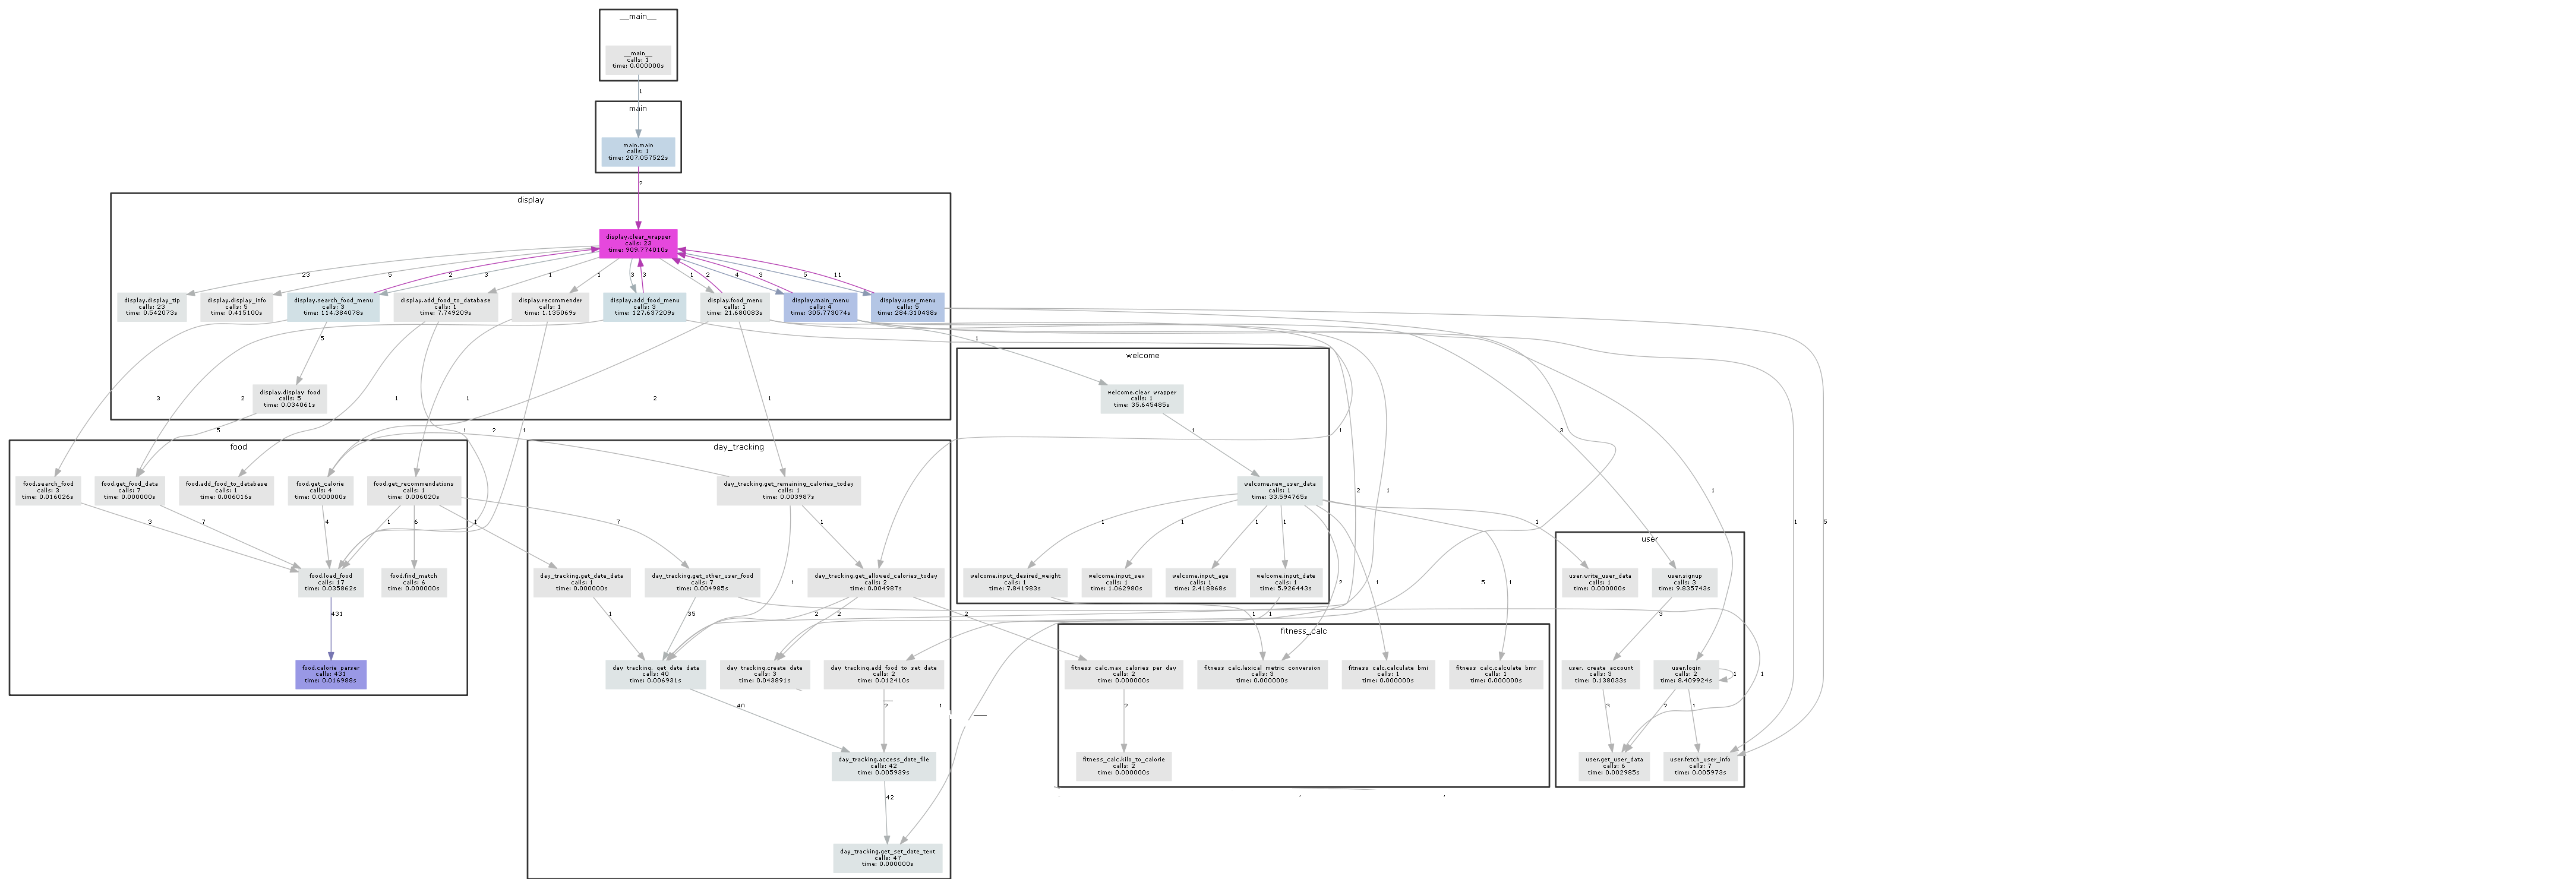 __main__
__main__
calls: 1
time: 0.000000s
1
main
main.main
calls: 1
time: 207.057522s
2
display
display.clear_wrapper
calls: 23
time: 909.774010s
23
5
2
3
1
1
3
3
1
2
4
3
5
11
display.display_tip
calls: 23
time: 0.542073s
display.display_info
calls: 5
time: 0.415100s
display.search_food_menu
calls: 3
time: 114.384078s
display.add_food_to_database
calls: 1
time: 7.749209s
display.recommender
calls: 1
time: 1.135069s
display.add_food_menu
calls: 3
time: 127.637209s
display.food_menu
calls: 1
time: 21.680083s
display.main_menu
calls: 4
time: 305.773074s
display.user_menu
calls: 5
time: 284.310438s
5
1
welcome
display.display_food
calls: 5
time: 0.034061s
3
2
1
1
2
1
welcome.clear_wrapper
calls: 1
time: 35.645485s
5
1
2
1
1
1
3
food
day_tracking
food.search_food
calls: 3
time: 0.016026s
food.get_food_data
calls: 7
time: 0.000000s
food.add_food_to_database
calls: 1
time: 0.006016s
food.get_calorie
calls: 4
time: 0.000000s
food.get_recommendations
calls: 1
time: 0.006020s
day_tracking.get_remaining_calories_today
calls: 1
time: 0.003987s
welcome.new_user_data
calls: 1
time: 33.594765s
2
1
1
3
7
4
1
6
1
7
1
1
1
1
1
1
1
5
user
food.load_food
calls: 17
time: 0.035862s
food.find_match
calls: 6
time: 0.000000s
day_tracking.get_date_data
calls: 1
time: 0.000000s
day_tracking.get_other_user_food
calls: 7
time: 0.004985s
day_tracking.get_allowed_calories_today
calls: 2
time: 0.004987s
welcome.input_desired_weight
calls: 1
time: 7.841983s
welcome.input_sex
calls: 1
time: 1.062980s
welcome.input_age
calls: 1
time: 2.418868s
welcome.input_date
calls: 1
time: 5.926443s
user.write_user_data
calls: 1
time: 0.000000s
user.signup
calls: 3
time: 9.835743s
1
2
1
5
1
431
1
35
2
2
2
1
1
3
fitness_calc
food.calorie_parser
calls: 431
time: 0.016988s
day_tracking._get_date_data
calls: 40
time: 0.006931s
day_tracking.create_date
calls: 3
time: 0.043891s
day_tracking.add_food_to_set_date
calls: 2
time: 0.012410s
fitness_calc.max_calories_per_day
calls: 2
time: 0.000000s
fitness_calc.lexical_metric_conversion
calls: 3
time: 0.000000s
fitness_calc.calculate_bmi
calls: 1
time: 0.000000s
fitness_calc.calculate_bmr
calls: 1
time: 0.000000s
user._create_account
calls: 3
time: 0.138033s
user.login
calls: 2
time: 8.409924s
1
1
40
2
1
2
3
2
1
day_tracking.access_date_file
calls: 42
time: 0.005939s
fitness_calc.kilo_to_calorie
calls: 2
time: 0.000000s
user.get_user_data
calls: 6
time: 0.002985s
user.fetch_user_info
calls: 7
time: 0.005973s
42
day_tracking.get_set_date_text
calls: 47
time: 0.000000s